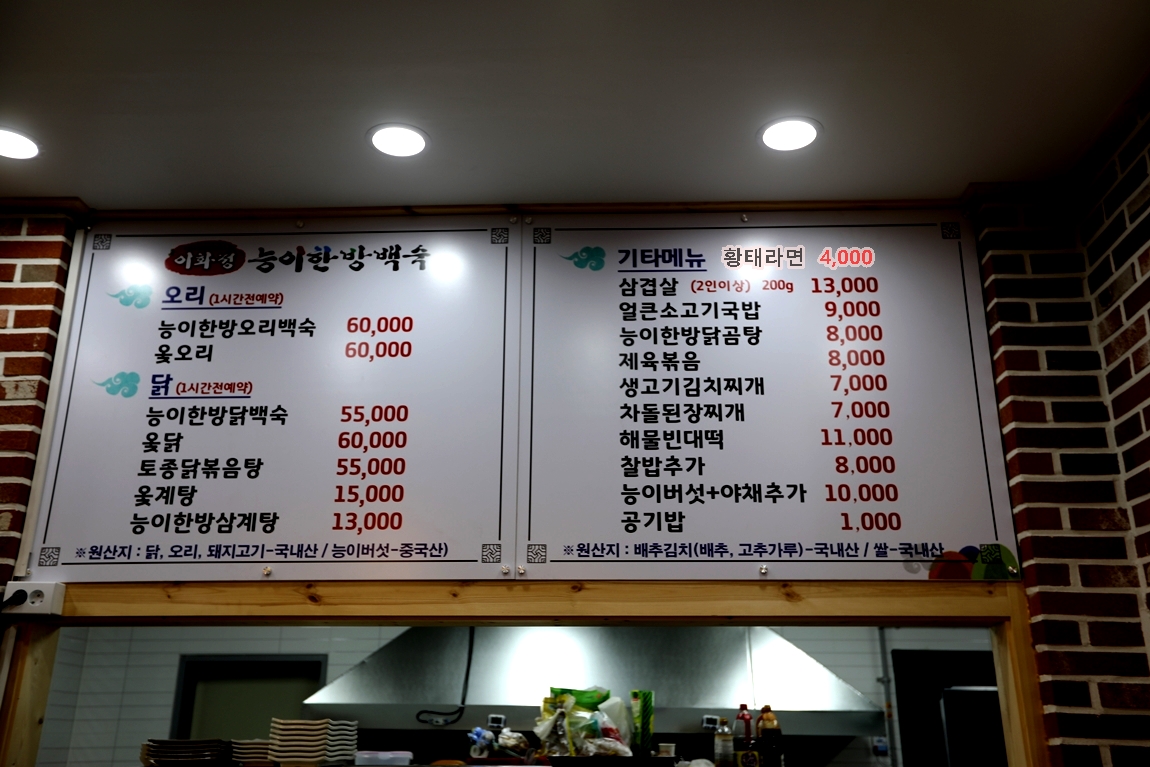 이화정 능이한방백숙
오리 (1시간전예약)
능이한방오리백숙 60,000
옻오리 60,000
닭 (1시간전예약)
능이한방닭백숙 55,000
옻닭 60,000
토종닭볶음탕 55,000
옻계탕 15,000
능이한방삼계탕 13,000
※원산지 : 닭, 오리, 돼지고기-국내산 / 능이버섯-중국산)
기타메뉴 황태라면 4,000
삼겹살 (2인이상) 200g 13,000
얼큰소고기국밥 9,000
능이한방닭곰탕 8,000
제육볶음 8,000
생고기김치찌개 7,000
차돌된장찌개 7,000
해물빈대떡 11,000
찰밥추가 8,000
능이버섯+야채추가 10,000
공기밥 1,000
※원산지 : 배추김치(배추, 고추가루)-국내산 / 쌀-국내산